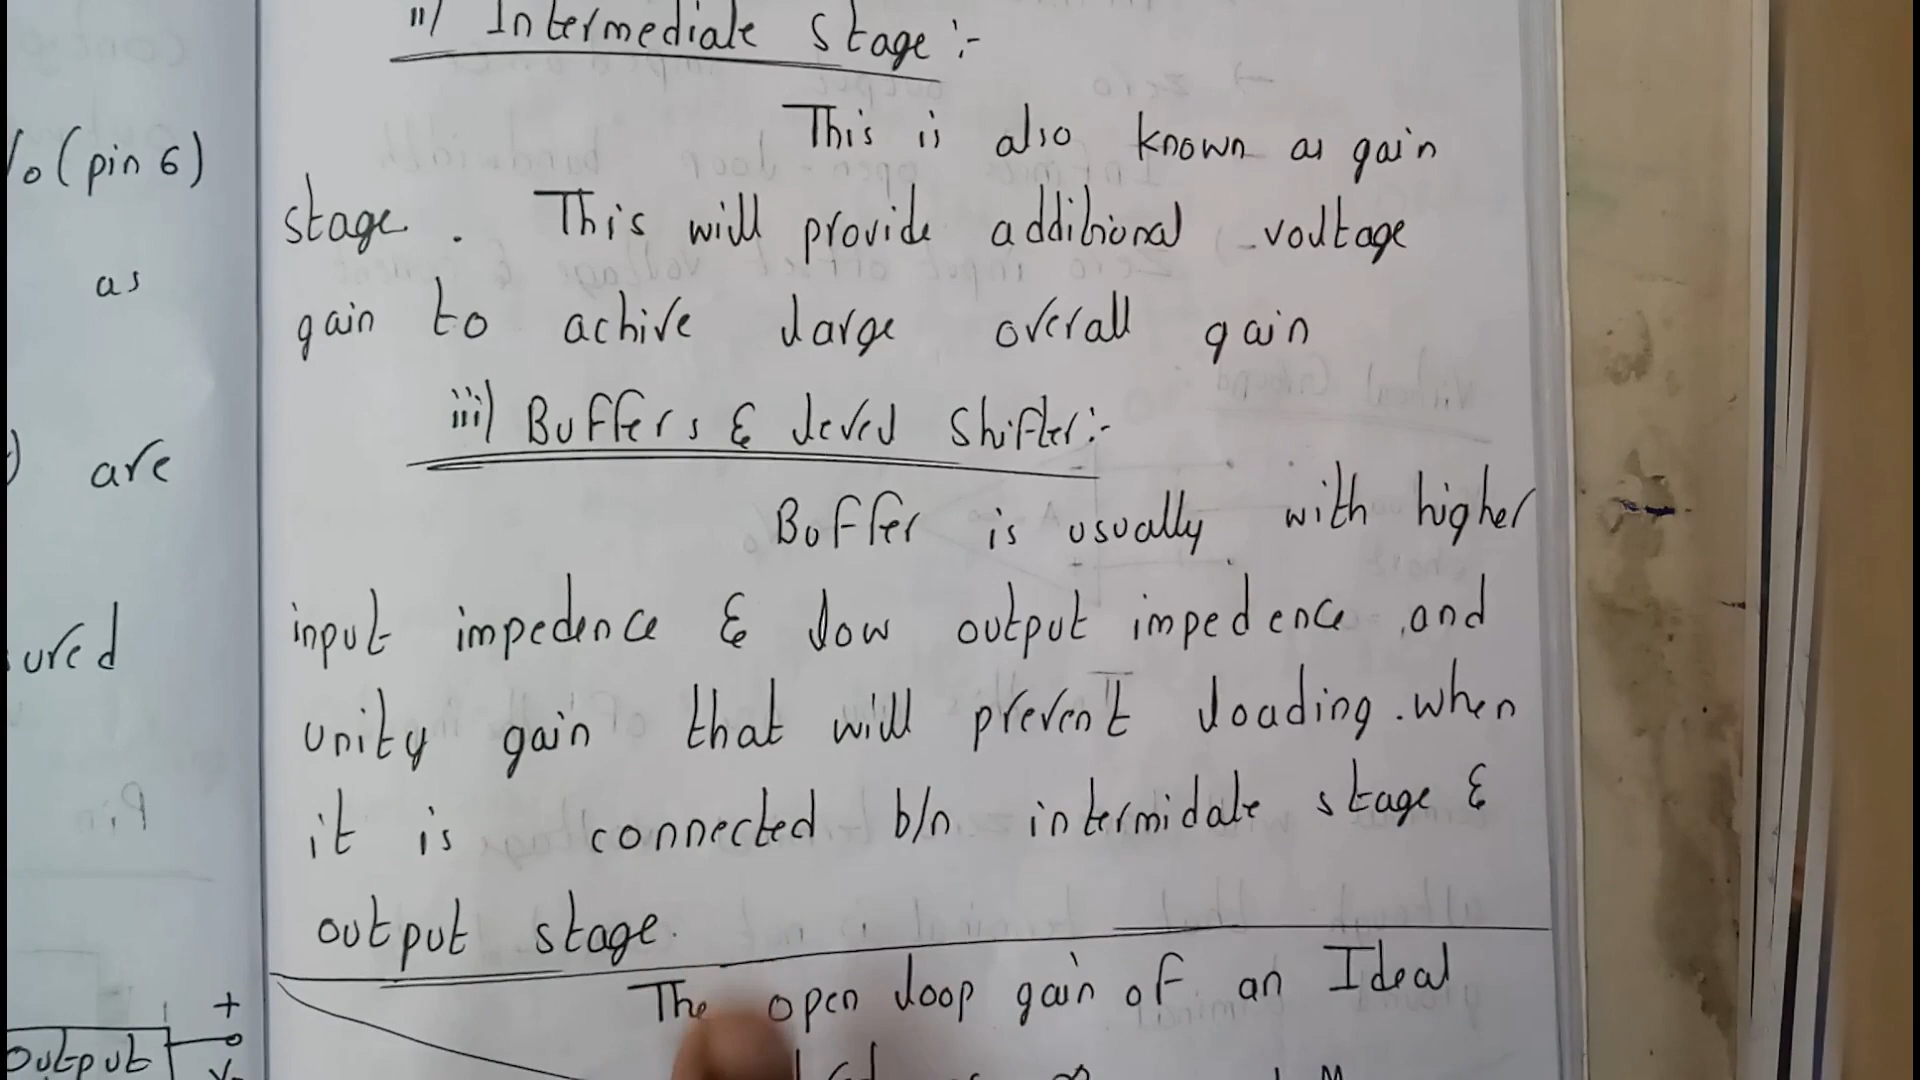 ii) Intermediate stage :-
This is also known as gain
stage. This will provide additional voltage
gain to achive large overall gain
iii) Buffers & level shifter:-
Buffer is usually with higher
input impedence & low output impedence and
unity gain that will prevent loading. when
it is connected b/n intermidate stage &
output stage.
The open loop gain of an Ideal
Vo (pin 6)
as
are
ured
+
output